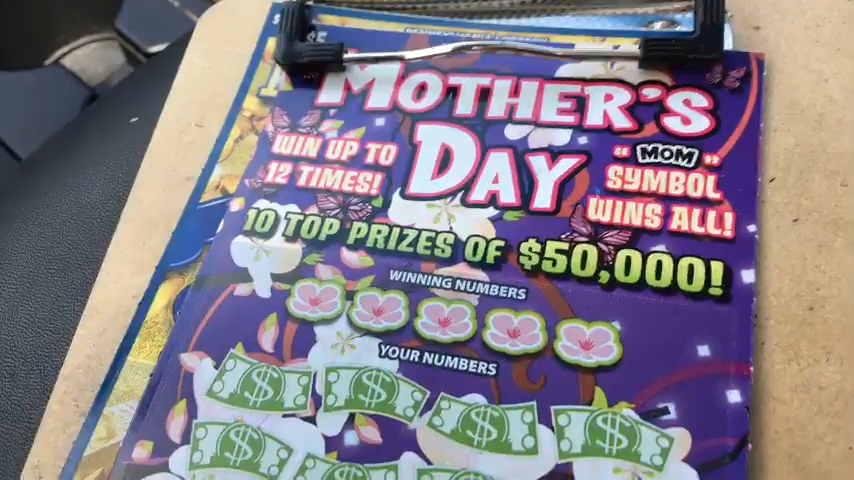 $5
MOTHER'S
DAY
WIN UP TO
12 TIMES!
"MOM"
SYMBOL
WINS ALL!
10 TOP PRIZES OF $50,000!
WINNING NUMBERS
YOUR NUMBERS
$ $ $ $
$ $ $